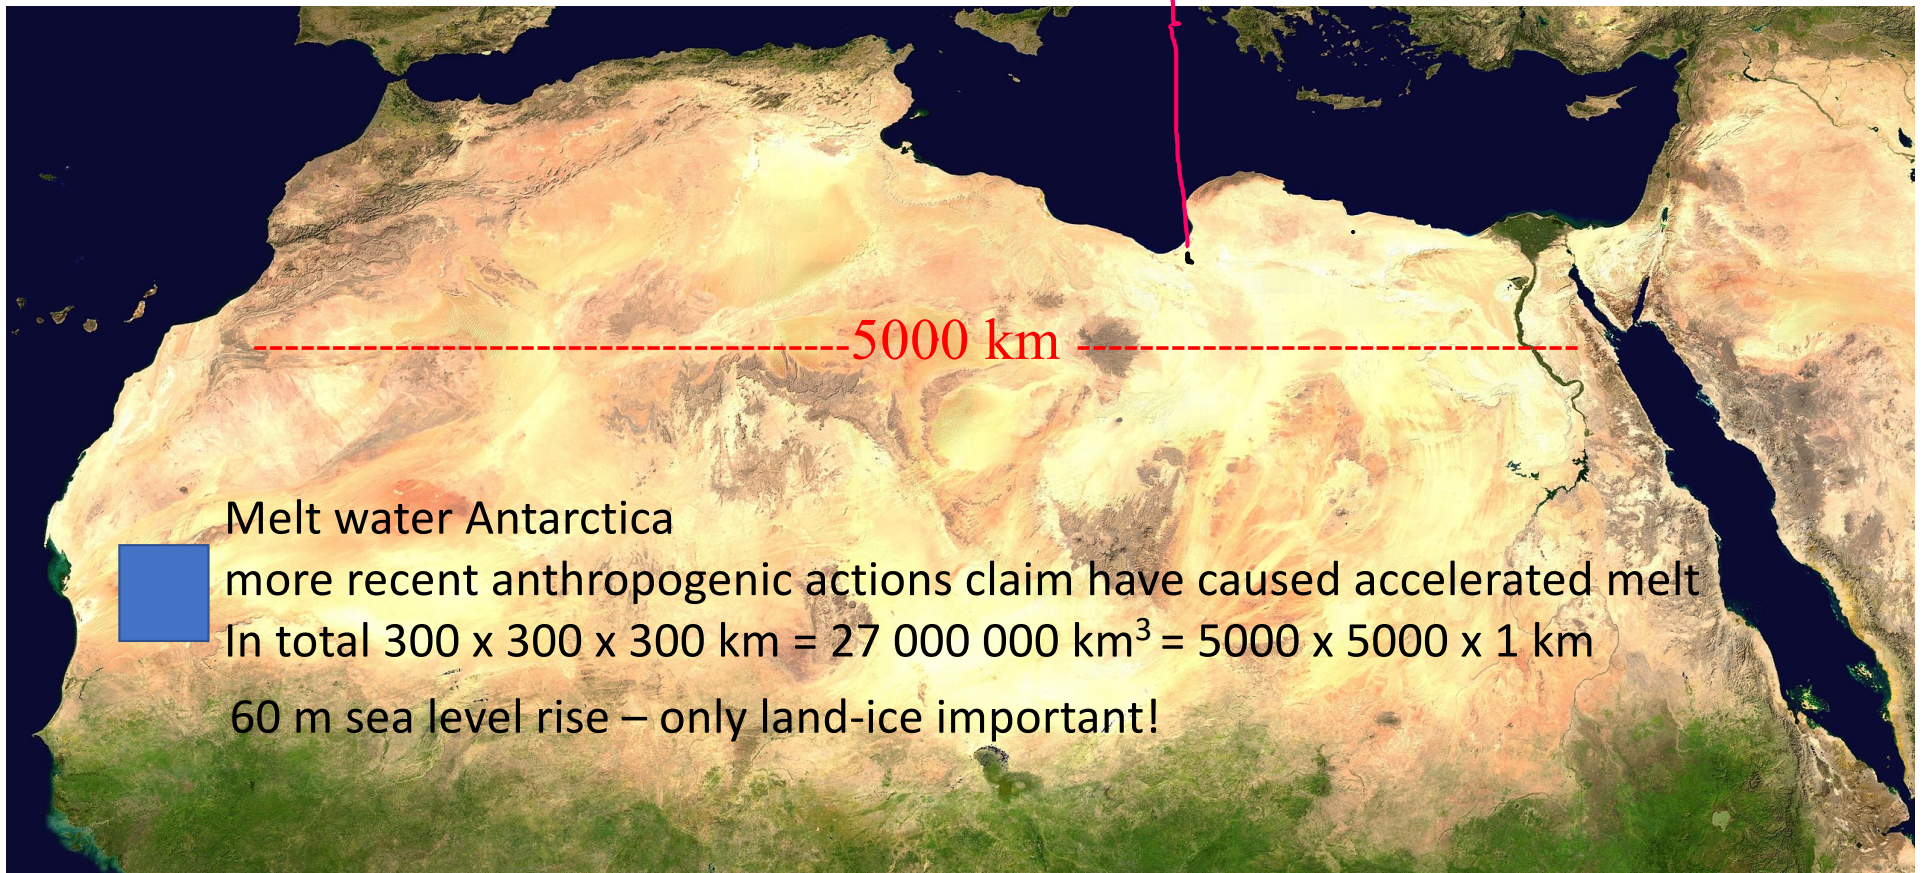 5000 km
Melt water Antarctica
more recent anthropogenic actions claim have caused accelerated melt
In total 300 x 300 x 300 km = 27 000 000 km³ = 5000 x 5000 x 1 km
60 m sea level rise – only land-ice important!